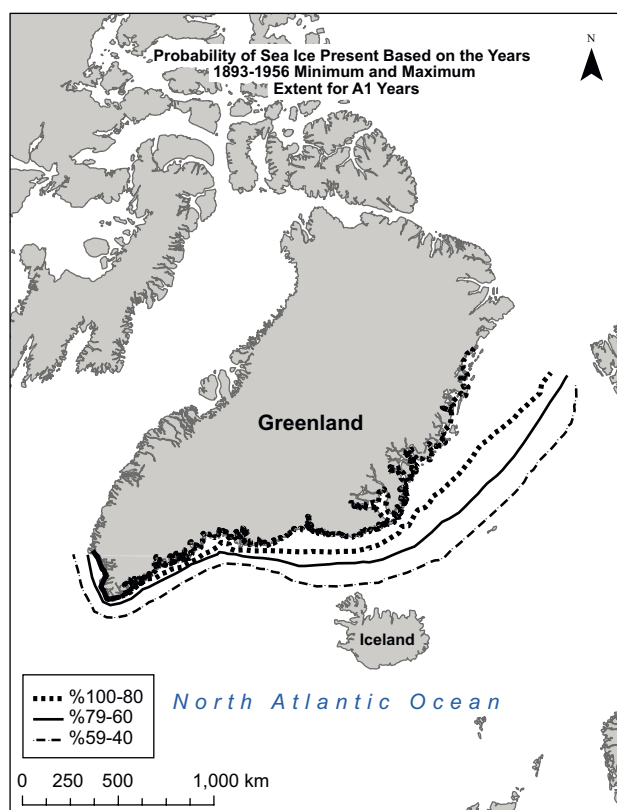 Probability of Sea Ice Present Based on the Years
1893-1956 Minimum and Maximum
Extent for A1 Years
N
Greenland
Iceland
North Atlantic Ocean
%100-80
%79-60
%59-40
0 250 500 1,000 km